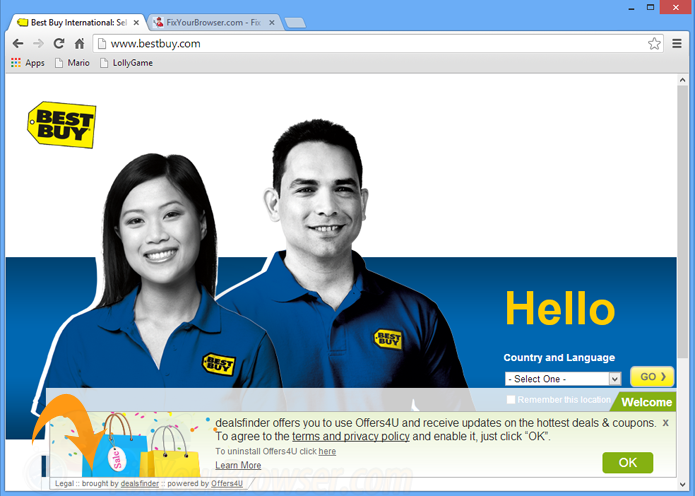 Best Buy International: Sel
FixYourBrowser.com - Fix
www.bestbuy.com
Apps
Mario
LollyGame
BEST
BUY
BEST
BUY
BEST
BUY
Hello
Country and Language
- Select One -
GO ❯
Remember this location
Welcome
Sales
dealsfinder offers you to use Offers4U and receive updates on the hottest deals & coupons.
x
To agree to the terms and privacy policy and enable it, just click "OK".
To uninstall Offers4U click here
Learn More
OK
Legal :: brought by dealsfinder :: powered by Offers4U